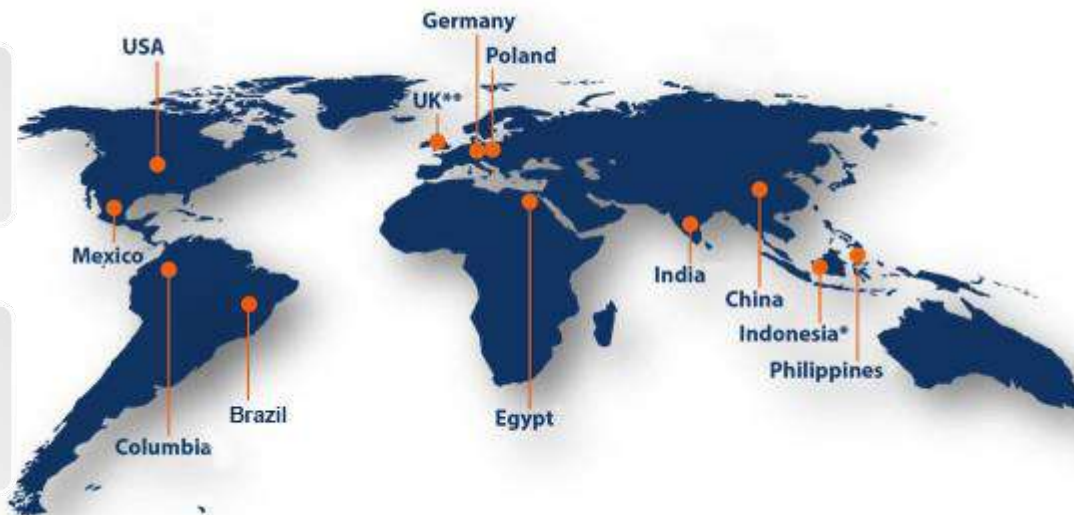 Germany
USA
Poland
UK**
Mexico
India
China
Indonesia*
Philippines
Brazil
Egypt
Columbia